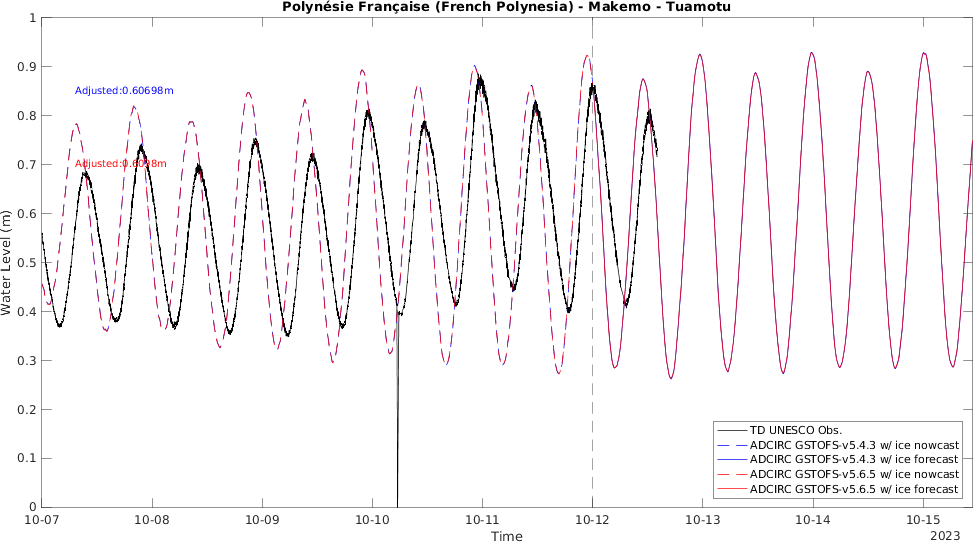 Polynésie Française (French Polynesia) - Makemo - Tuamotu
1
0.9
0.8
0.7
0.6
0.5
0.4
0.3
0.2
0.1
0
Water Level (m)
Adjusted:0.60698m
Adjusted:0.6098m
TD UNESCO Obs.
ADCIRC GSTOFS-v5.4.3 w/ ice nowcast
ADCIRC GSTOFS-v5.4.3 w/ ice forecast
ADCIRC GSTOFS-v5.6.5 w/ ice nowcast
ADCIRC GSTOFS-v5.6.5 w/ ice forecast
10-07 10-08 10-09 10-10 10-11 10-12 10-13 10-14 10-15
Time
2023